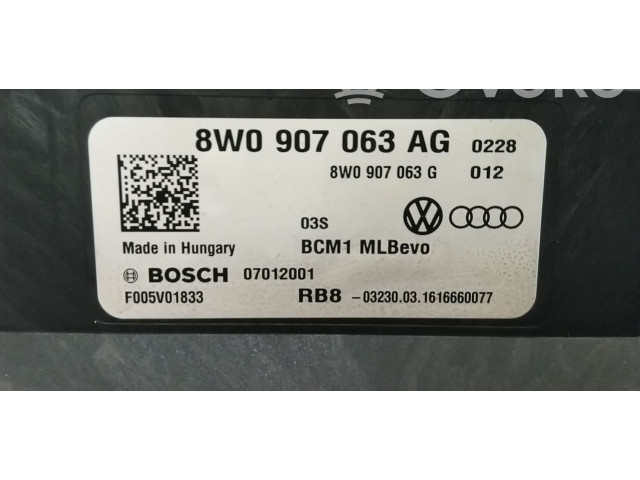 8W0 907 063 AG 0228
8W0 907 063 G 012
03S
Made in Hungary BCM1 MLBevo
BOSCH 07012001
F005V01833 RB8 -03230.03.1616660077